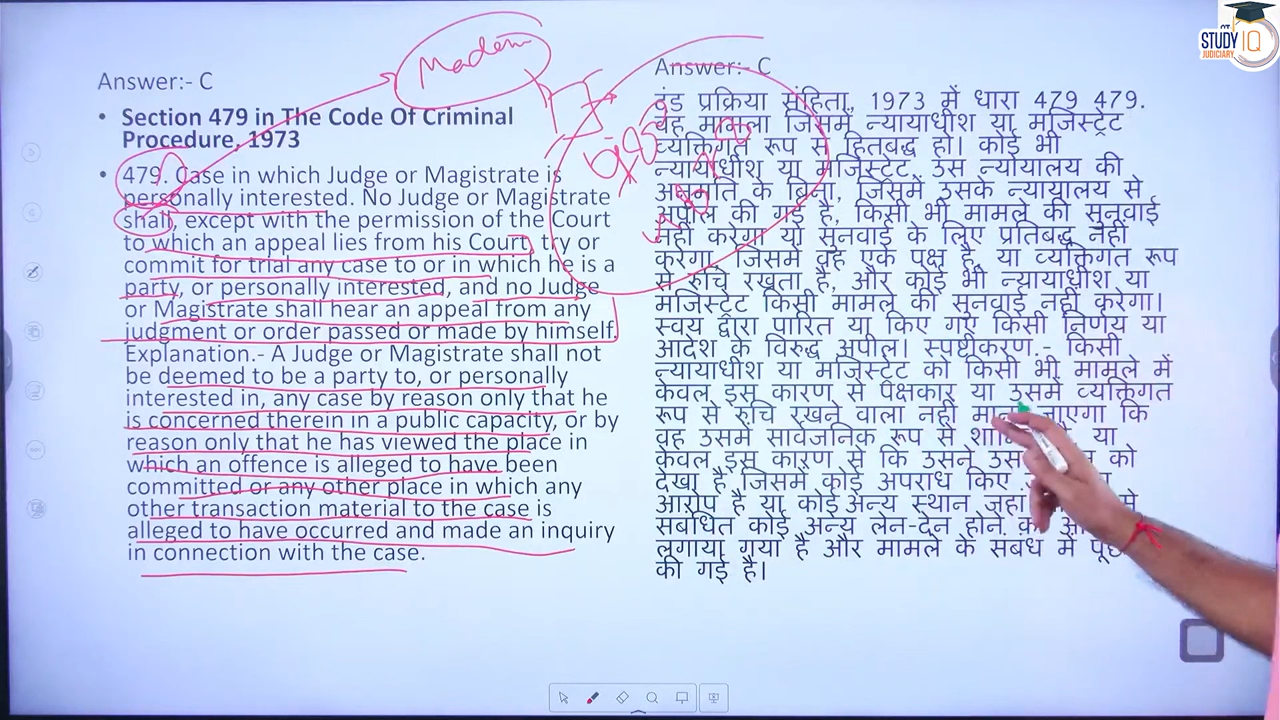 STUDY IQ
JUDICIARY
Madam
Answer:- C
• Section 479 in The Code Of Criminal
Procedure, 1973
• 479. Case in which Judge or Magistrate is
personally interested. No Judge or Magistrate
shall, except with the permission of the Court
to which an appeal lies from his Court, try or
commit for trial any case to or in which he is a
party, or personally interested, and no Judge
or Magistrate shall hear an appeal from any
judgment or order passed or made by himself.
Explanation.- A Judge or Magistrate shall not
be deemed to be a party to, or personally
interested in, any case by reason only that he
is concerned therein in a public capacity, or by
reason only that he has viewed the place in
which an offence is alleged to have been
committed or any other place in which any
other transaction material to the case is
alleged to have occurred and made an inquiry
in connection with the case.
Answer:- C
दंड प्रक्रिया संहिता, 1973 में धारा 479 479.
वह मामला जिसमें न्यायाधीश या मजिस्ट्रेट
व्यक्तिगत रूप से हितबद्ध हो। कोई भी
न्यायाधीश या मजिस्ट्रेट, उस न्यायालय की
अनुमति के बिना, जिसमें उसके न्यायालय से
अपील की गई है, किसी भी मामले की सुनवाई
नहीं करेगा या सुनवाई के लिए प्रतिबद्ध नहीं
करेगा, जिसमें वह एक पक्ष है, या व्यक्तिगत रूप
से रुचि रखता है, और कोई भी न्यायाधीश या
मजिस्ट्रेट किसी मामले की सुनवाई नहीं करेगा।
स्वयं द्वारा पारित या किए गए किसी निर्णय या
आदेश के विरुद्ध अपील। स्पष्टीकरण.- किसी
न्यायाधीश या मजिस्ट्रेट को किसी भी मामले में
केवल इस कारण से पक्षकार या उसमें व्यक्तिगत
रूप से रुचि रखने वाला नहीं माना जाएगा कि
वह उसमें सार्वजनिक रूप से या
केवल इस कारण से कि उसने उस को
देखा है जिसमें कोई अपराध किए
आरोप है या कोई अन्य स्थान जहां से
संबंधित कोई अन्य लेन-देन होने का
लगाया गया है और मामले के संबंध में
की गई है।